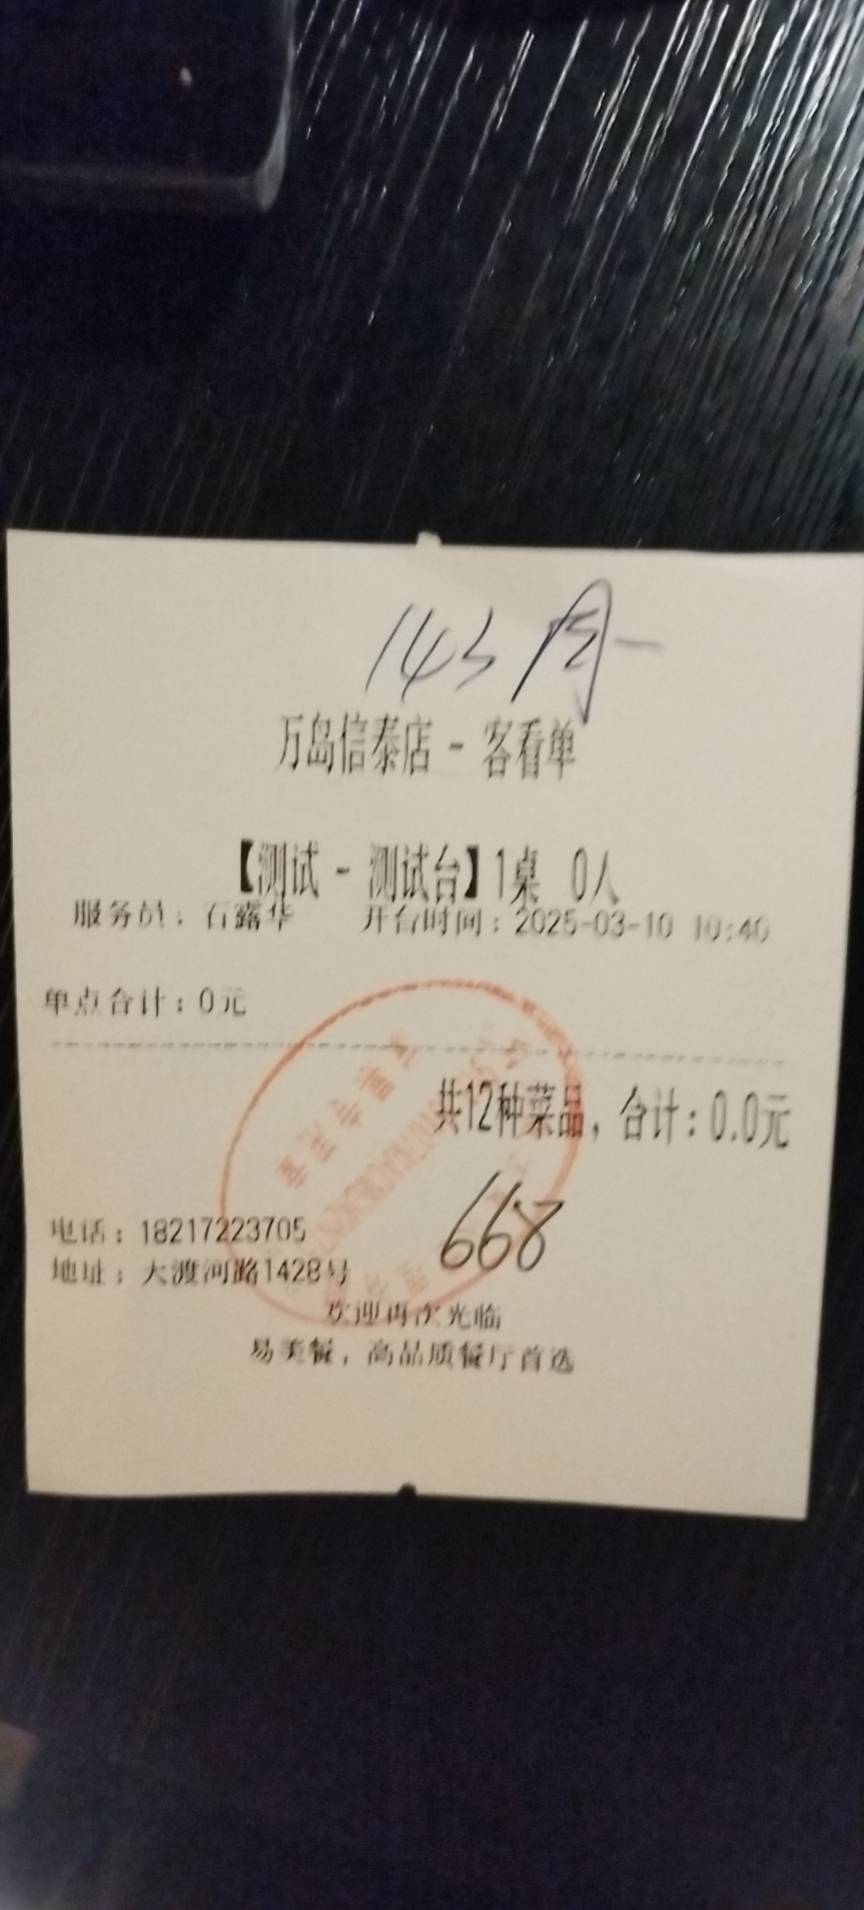 143
万岛信泰店 - 客看单
【测试 - 测试台】1桌 0人
服务员：石露华 开台时间：2025-03-10 10:40
单点合计：0元
共12种菜品，合计：0.0元
668
电话：18217223705
地址：大渡河路1428号
欢迎再次光临
易美餐，高品质餐厅首选